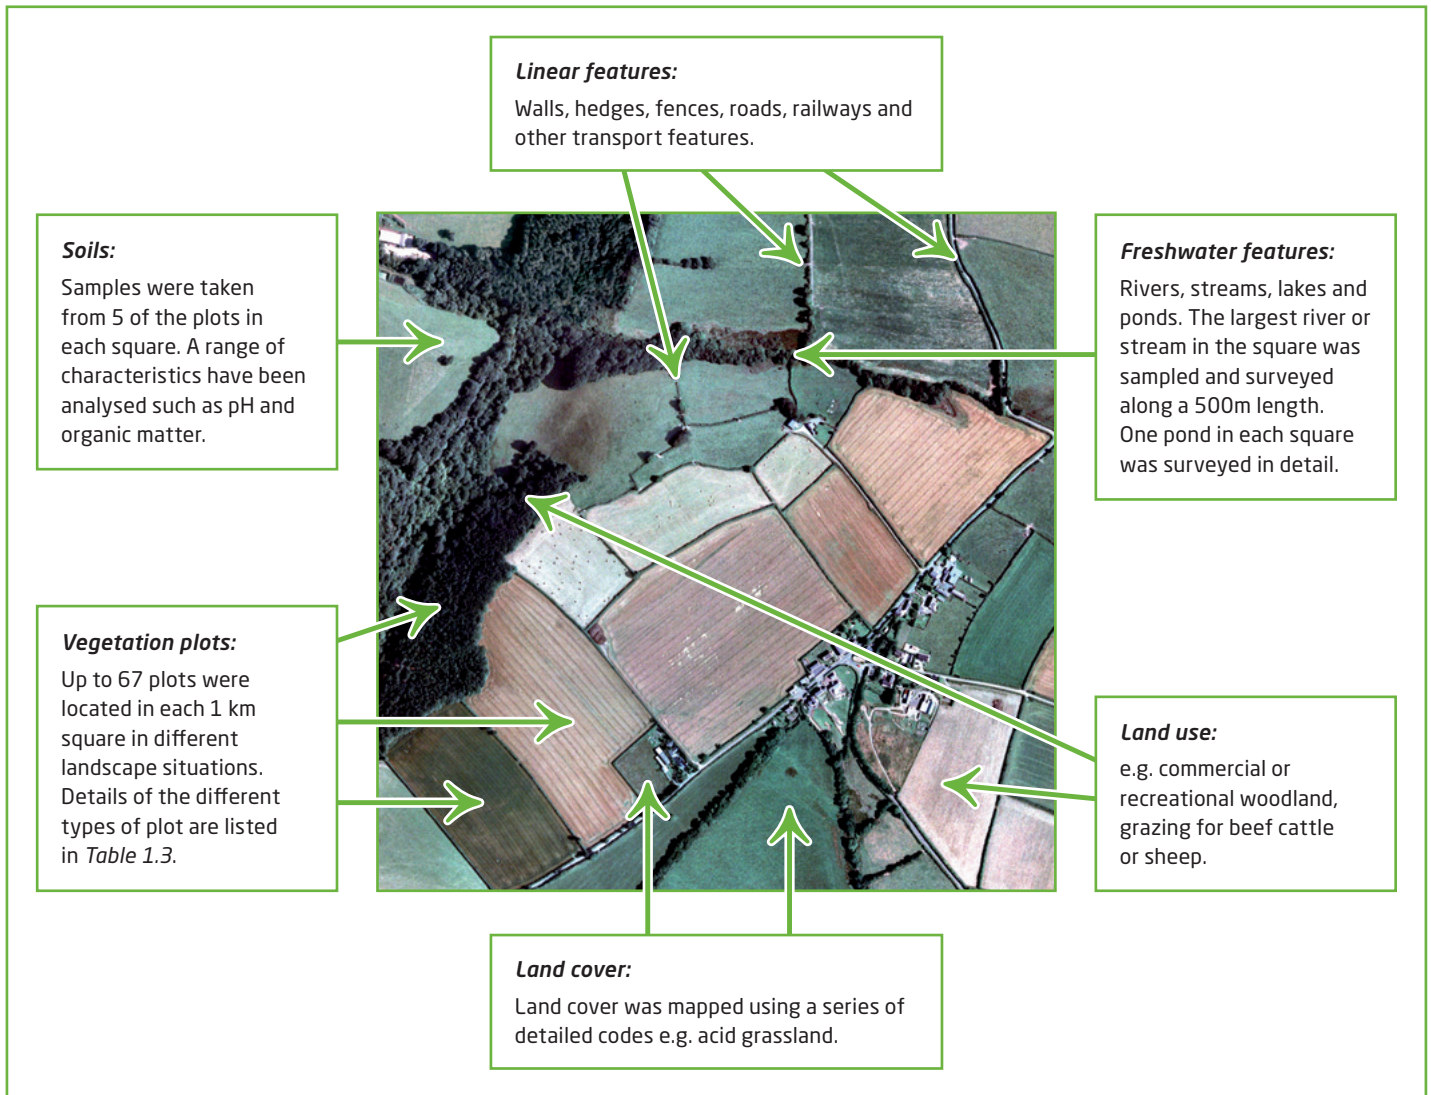 Linear features:
Walls, hedges, fences, roads, railways and
other transport features.
Soils:
Samples were taken
from 5 of the plots in
each square. A range of
characteristics have been
analysed such as pH and
organic matter.
Freshwater features:
Rivers, streams, lakes and
ponds. The largest river or
stream in the square was
sampled and surveyed
along a 500m length.
One pond in each square
was surveyed in detail.
Vegetation plots:
Up to 67 plots were
located in each 1 km
square in different
landscape situations.
Details of the different
types of plot are listed
in Table 1.3.
Land use:
e.g. commercial or
recreational woodland,
grazing for beef cattle
or sheep.
Land cover:
Land cover was mapped using a series of
detailed codes e.g. acid grassland.